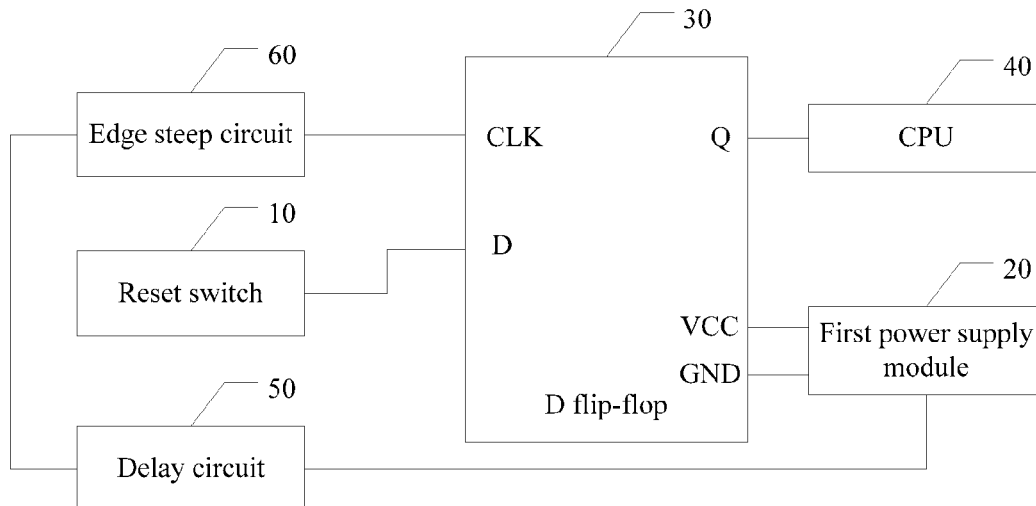 30
60
40
Edge steep circuit
CLK
Q
CPU
10
D
20
Reset switch
VCC
First power supply
module
GND
50
D flip-flop
Delay circuit